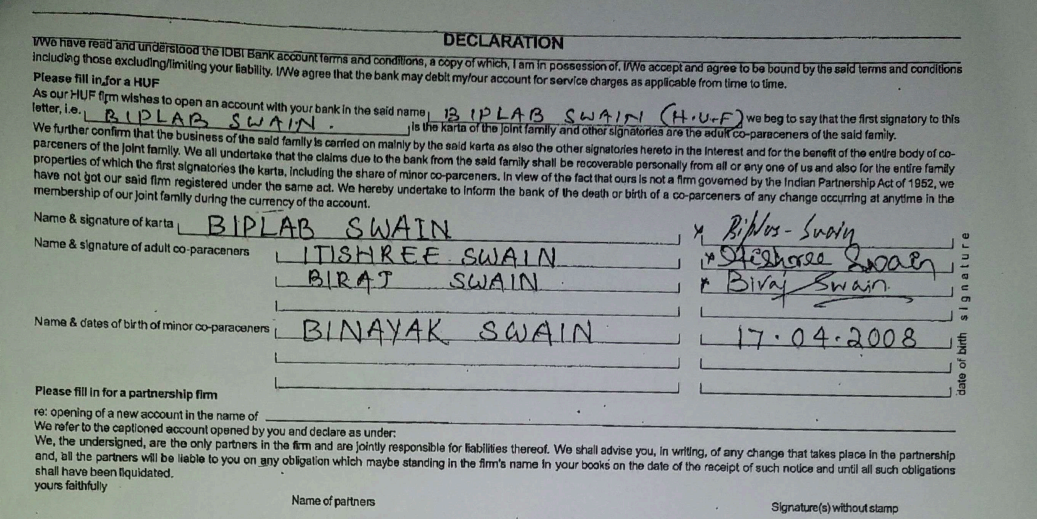 DECLARATION
I/We have read and understood the IDBI Bank account terms and conditions, a copy of which, I am in possession of. I/We accept and agree to be bound by the said terms and conditions
including those excluding/limiting your liability. I/We agree that the bank may debit my/our account for service charges as applicable from time to time.
Please fill in for a HUF
As our HUF firm wishes to open an account with your bank in the said name BIPLAB SWAIN (H.U.F) we beg to say that the first signatory to this
letter, i.e. BIPLAB SWAIN. is the karta of the joint family and other signatories are the adult co-paraceners of the said family.
We further confirm that the business of the said family is carried on mainly by the said karta as also the other signatories hereto in the interest and for the benefit of the entire body of co-
parceners of the joint family. We all undertake that the claims due to the bank from the said family shall be recoverable personally from all or any one of us and also for the entire family
properties of which the first signatories the karta, including the share of minor co-parceners. In view of the fact that ours is not a firm governed by the Indian Partnership Act of 1952, we
have not got our said firm registered under the same act. We hereby undertake to inform the bank of the death or birth of a co-parceners of any change occurring at anytime in the
membership of our joint family during the currency of the account.
Name & signature of karta BIPLAB SWAIN x Swain
Name & signature of adult co-paraceners ITISHREE SWAIN x Itishree Swain
BIRAJ SWAIN x Biraj Swain
Name & dates of birth of minor co-paraceners BINAYAK SWAIN 17.04.2008
date of birth signature
Please fill in for a partnership firm
re: opening of a new account in the name of
We refer to the captioned account opened by you and declare as under:
We, the undersigned, are the only partners in the firm and are jointly responsible for liabilities thereof. We shall advise you, in writing, of any change that takes place in the partnership
and, all the partners will be liable to you on any obligation which maybe standing in the firm's name in your books on the date of the receipt of such notice and until all such obligations
shall have been liquidated.
yours faithfully
Name of partners Signature(s) without stamp